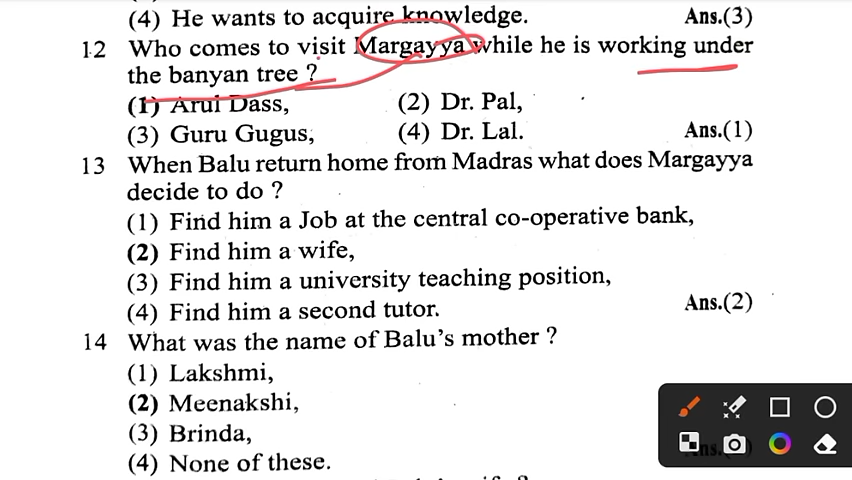 (4) He wants to acquire knowledge. Ans.(3)
12 Who comes to visit Margayya while he is working under
the banyan tree ?
(1) Arul Dass, (2) Dr. Pal,
(3) Guru Gugus, (4) Dr. Lal. Ans.(1)
13 When Balu return home from Madras what does Margayya
decide to do ?
(1) Find him a Job at the central co-operative bank,
(2) Find him a wife,
(3) Find him a university teaching position,
(4) Find him a second tutor. Ans.(2)
14 What was the name of Balu's mother ?
(1) Lakshmi,
(2) Meenakshi,
(3) Brinda,
(4) None of these.